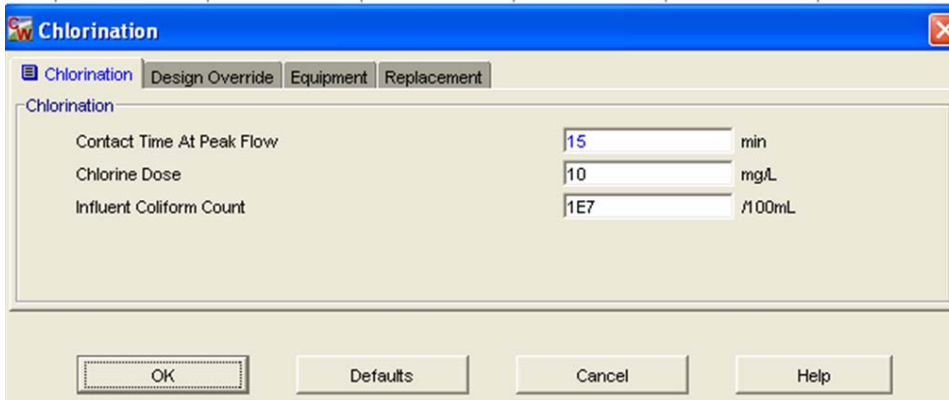 CW Chlorination
Chlorination Design Override Equipment Replacement
Chlorination
Contact Time At Peak Flow 15 min
Chlorine Dose 10 mg/L
Influent Coliform Count 1E7 /100mL
OK Defaults Cancel Help